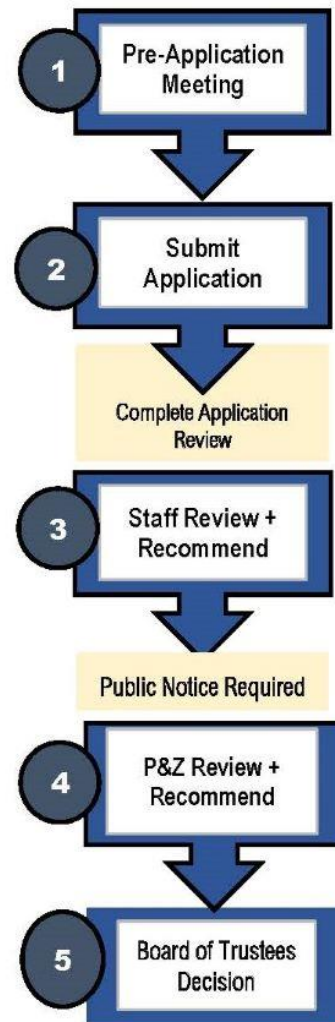 1
Pre-Application
Meeting
2
Submit
Application
Complete Application
Review
3
Staff Review +
Recommend
Public Notice Required
4
P&Z Review +
Recommend
5
Board of Trustees
Decision